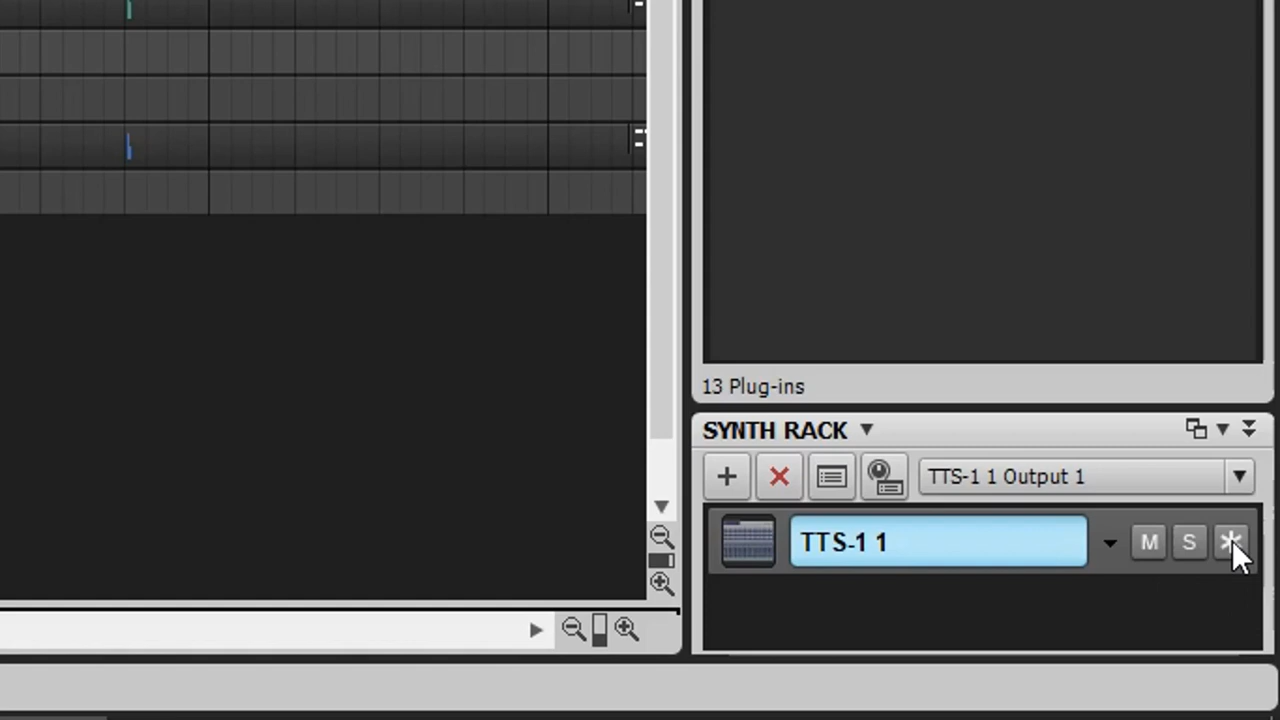 13 Plug-ins
SYNTH RACK
TTS-1 1 Output 1
TTS-1 1
M S